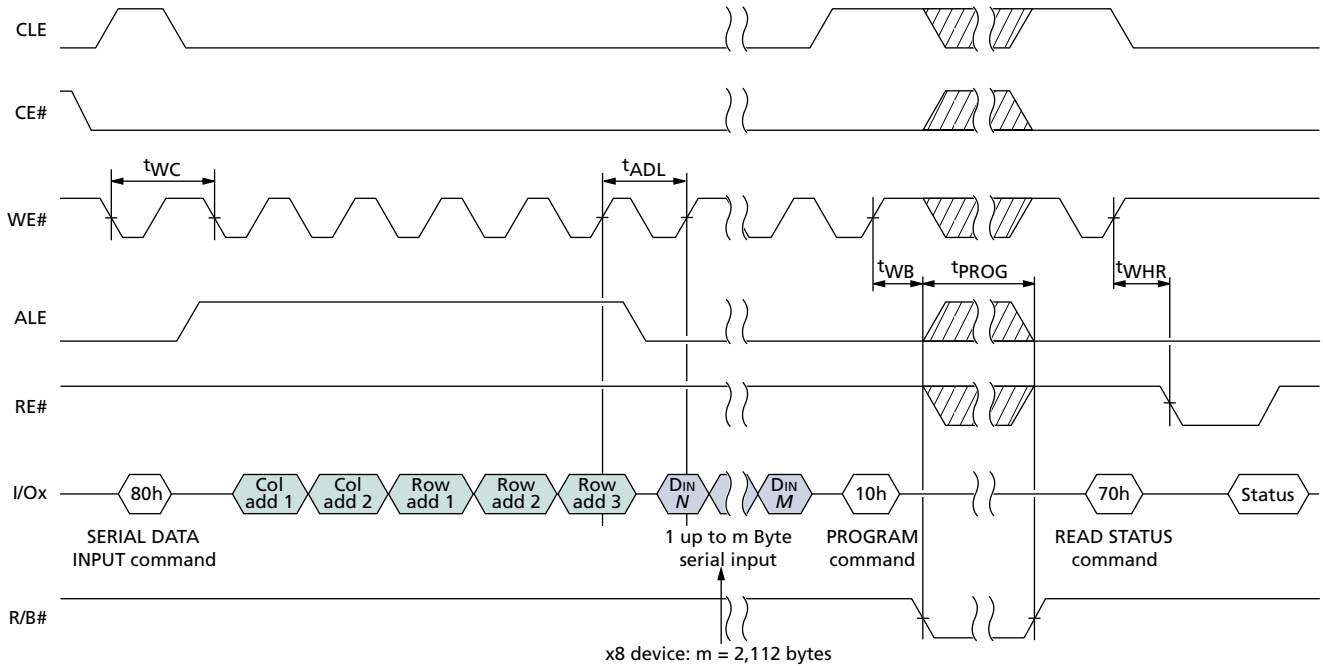 CLE
CE#
tWC
tADL
WE#
tWB
tPROG
tWHR
ALE
RE#
I/Ox
80h
Col
add 1
Col
add 2
Row
add 1
Row
add 2
Row
add 3
DIN
N
DIN
M
10h
70h
Status
SERIAL DATA
INPUT command
1 up to m Byte
serial input
PROGRAM
command
READ STATUS
command
R/B#
x8 device: m = 2,112 bytes